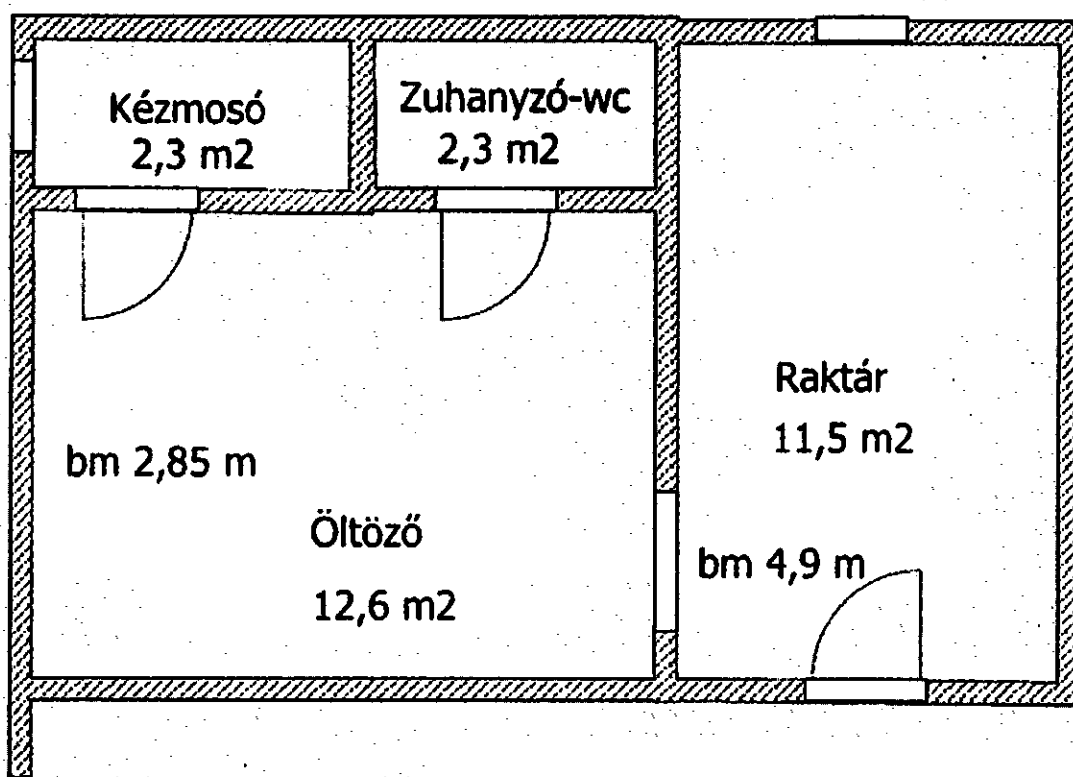 Kézmosó
2,3 m2
Zuhanyzó-wc
2,3 m2
Raktár
11,5 m2
bm 2,85 m
Öltöző
12,6 m2
bm 4,9 m